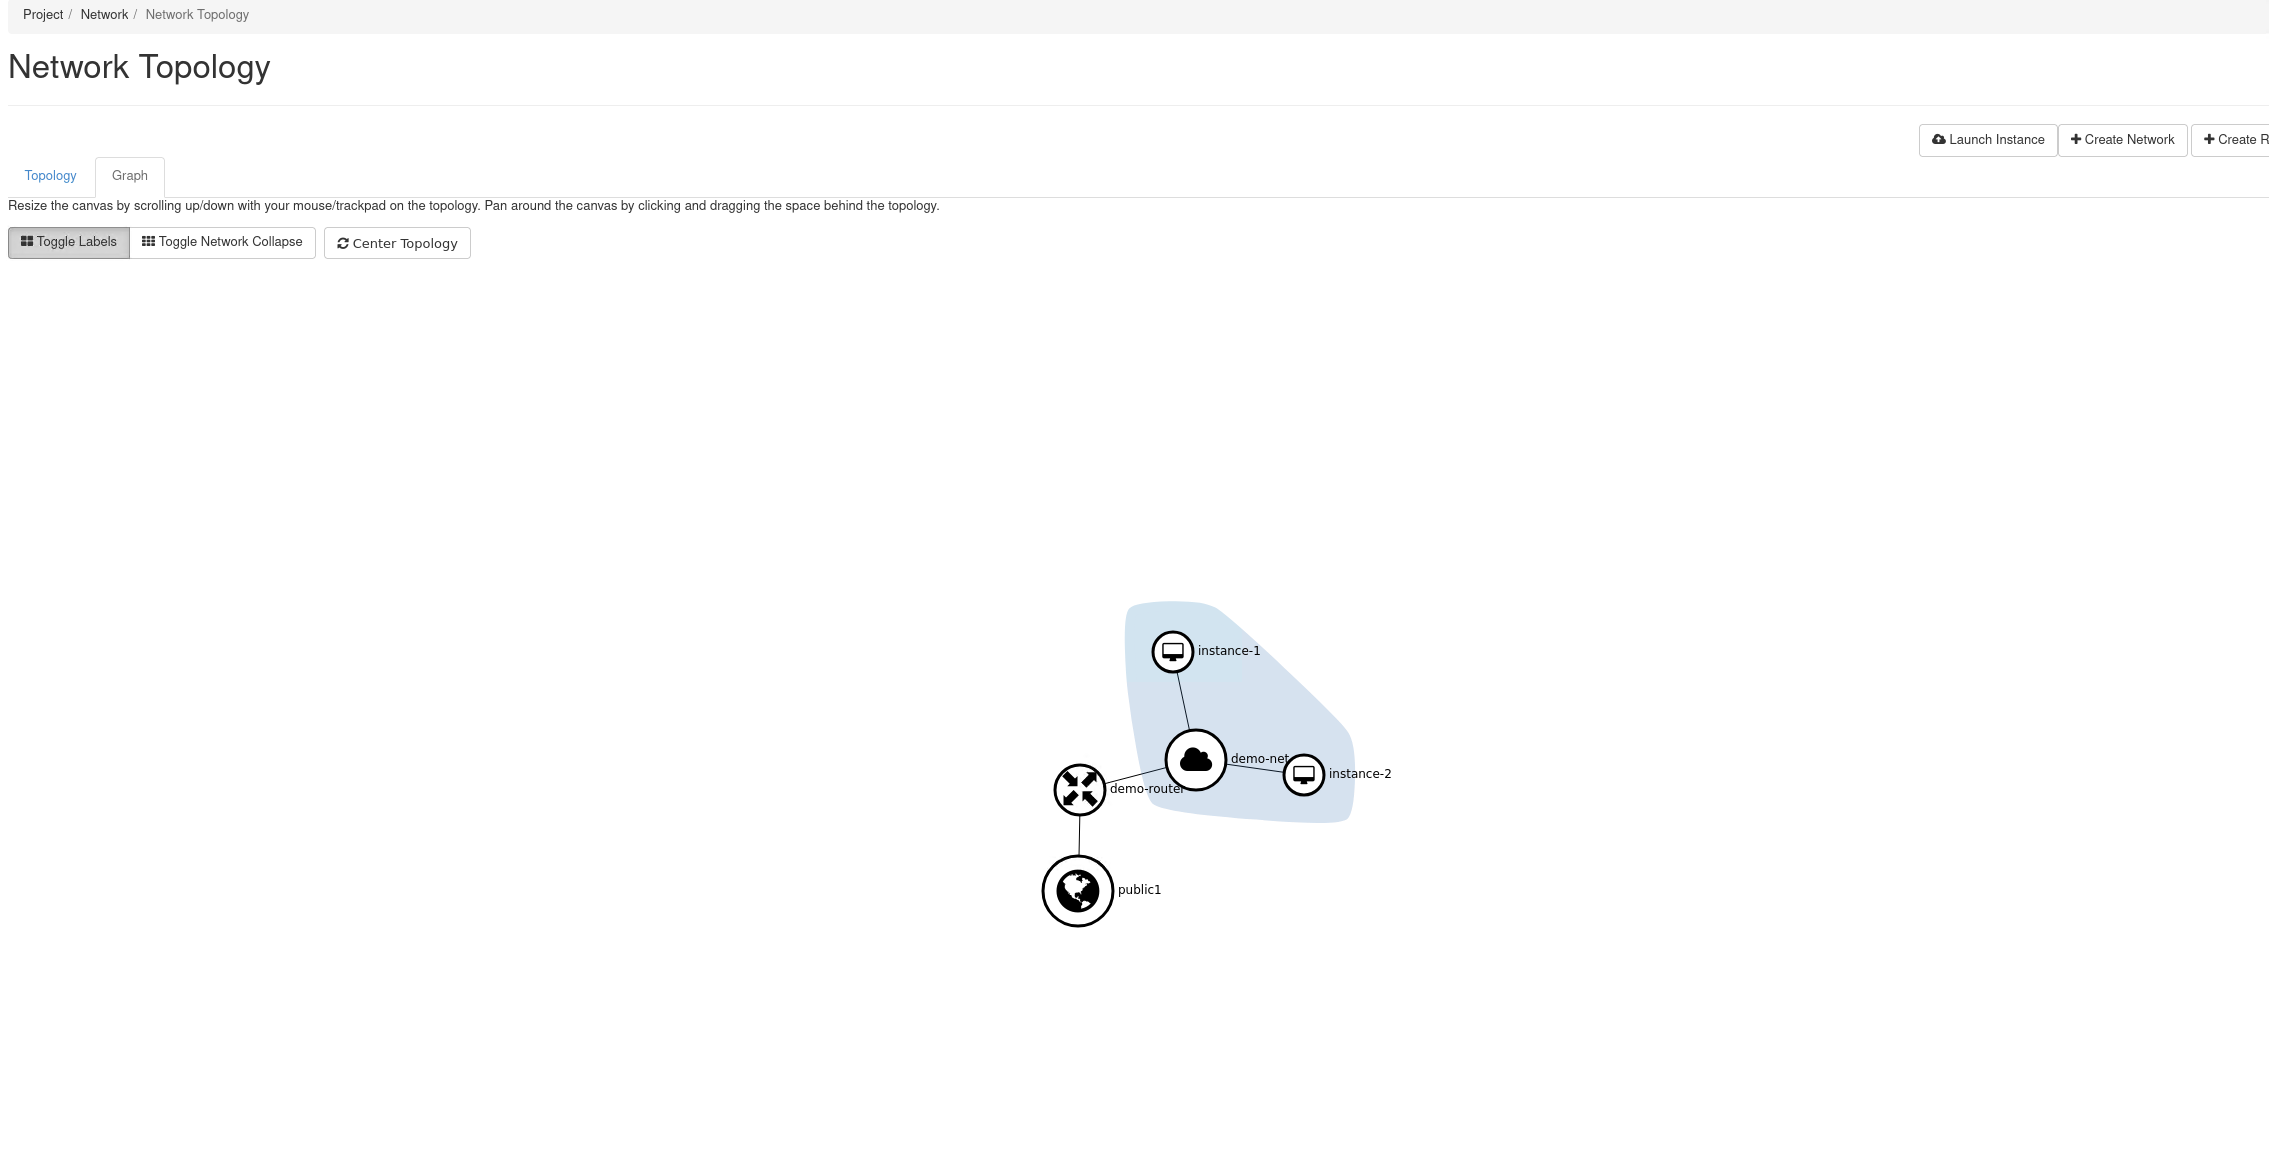 Project / Network / Network Topology
Network Topology
Launch Instance Create Network Create R
Topology Graph
Resize the canvas by scrolling up/down with your mouse/trackpad on the topology. Pan around the canvas by clicking and dragging the space behind the topology.
Toggle Labels Toggle Network Collapse Center Topology
instance-1
demo-net
instance-2
demo-router
public1